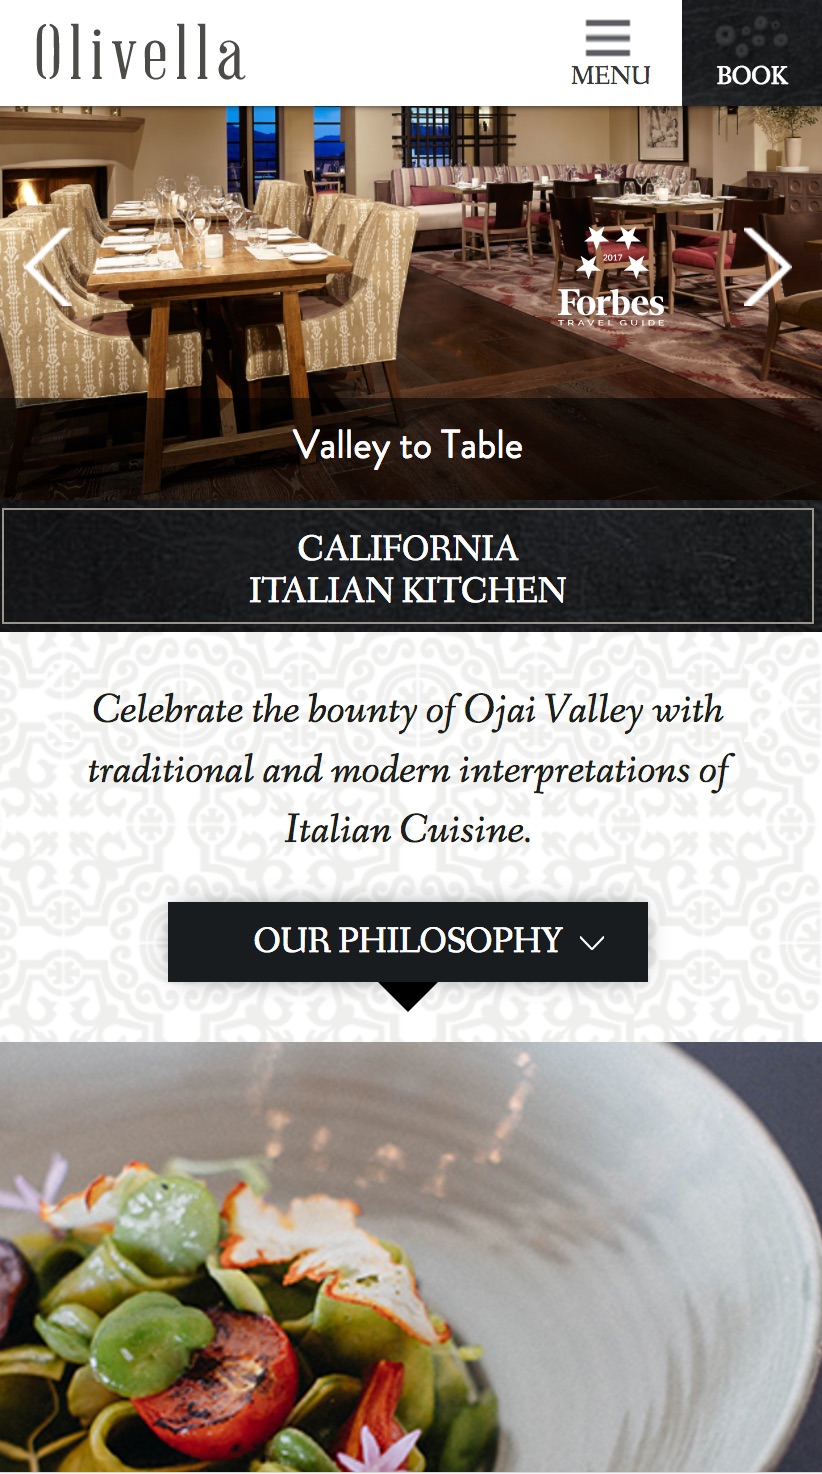 Olivella
MENU
BOOK
2017
Forbes
TRAVEL GUIDE
Valley to Table
CALIFORNIA
ITALIAN KITCHEN
Celebrate the bounty of Ojai Valley with
traditional and modern interpretations of
Italian Cuisine.
OUR PHILOSOPHY